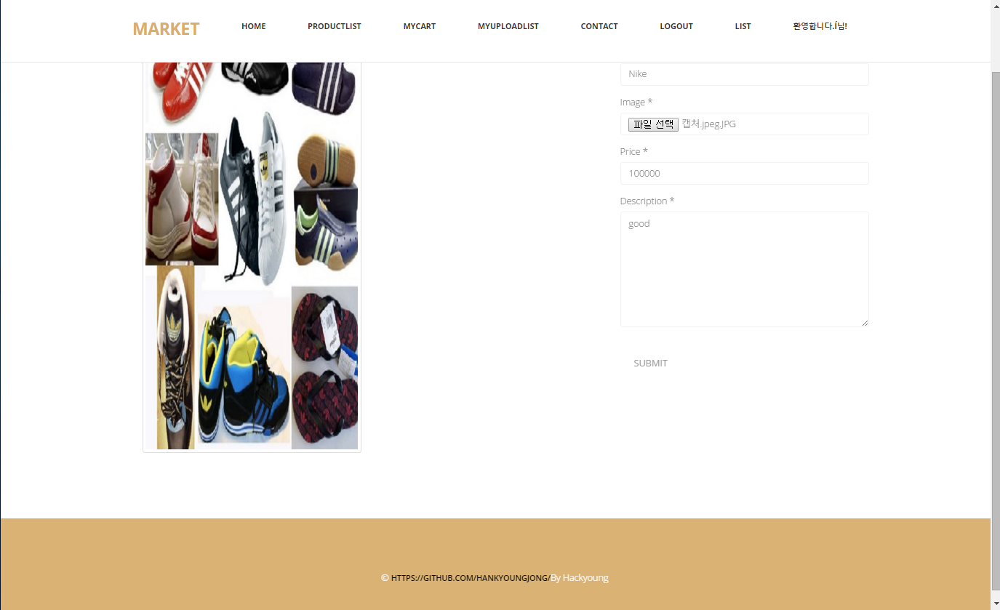 MARKET HOME PRODUCTLIST MYCART MYUPLOADLIST CONTACT LOGOUT LIST 환영합니다.Í님!
Nike
Image *
파일 선택 캡처.jpeg.JPG
Price *
100000
Description *
good
SUBMIT
© HTTPS://GITHUB.COM/HANKYOUNGJONG/By Hackyoung